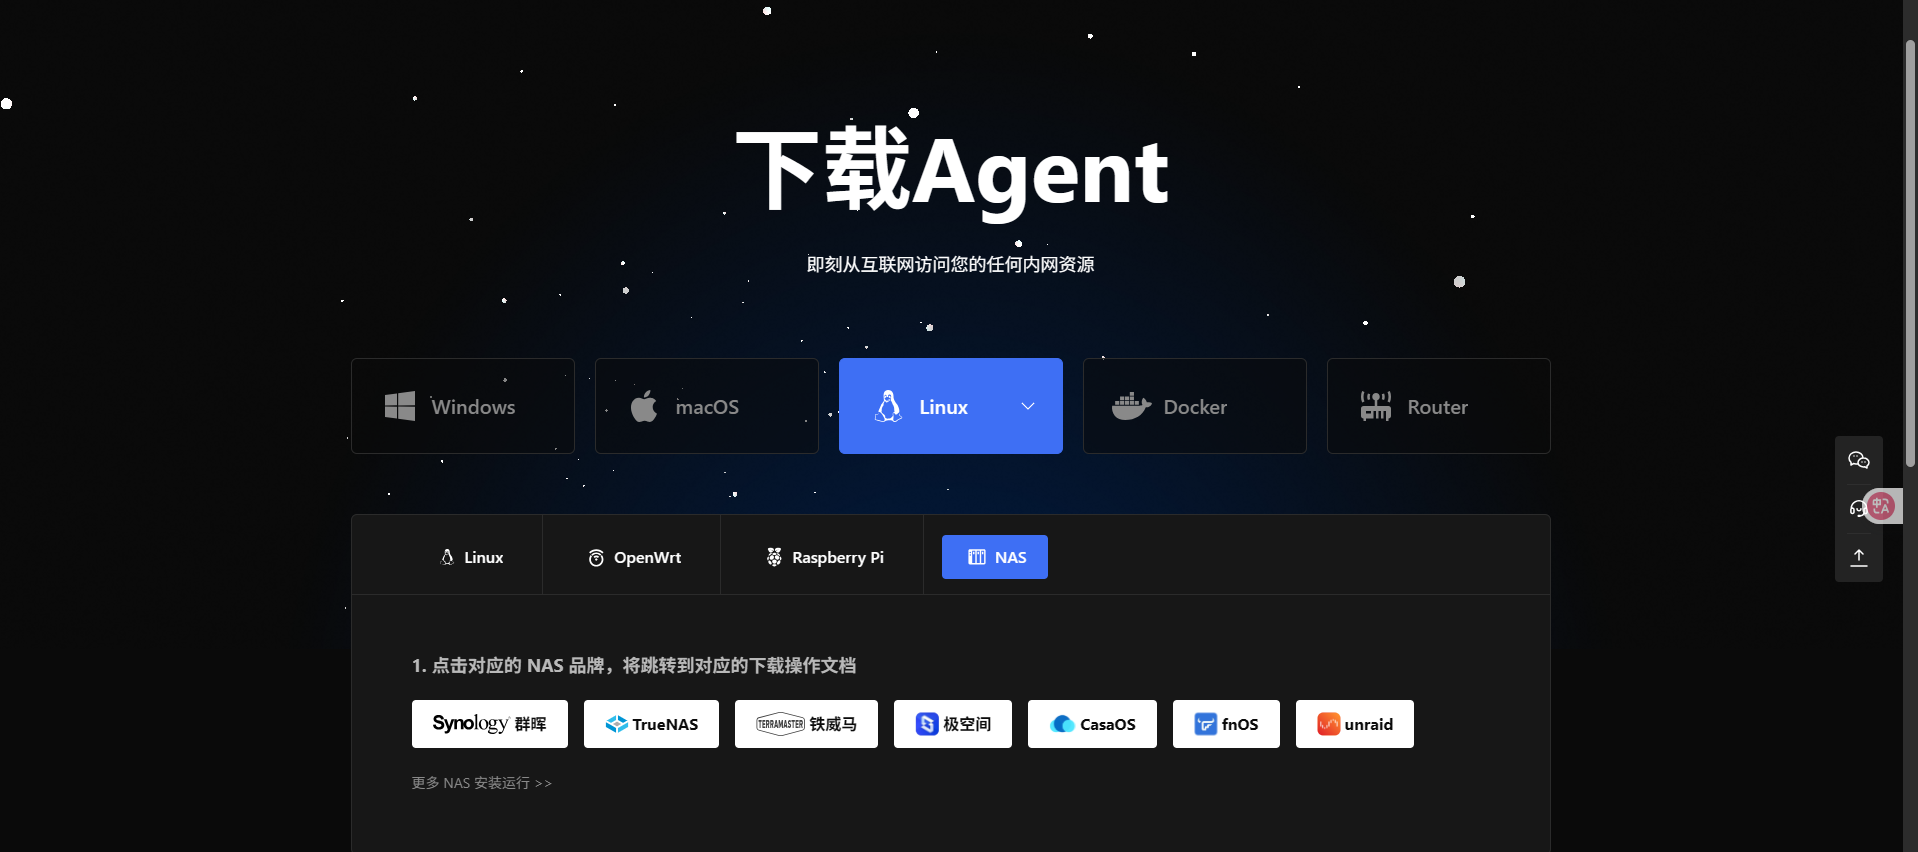 下载Agent
即刻从互联网访问您的任何内网资源
Windows
macOS
Linux
Docker
Router
Linux
OpenWrt
Raspberry Pi
NAS
1. 点击对应的 NAS 品牌，将跳转到对应的下载操作文档
Synology 群晖
TrueNAS
TERRAMASTER 铁威马
极空间
CasaOS
fnOS
unraid
更多 NAS 安装运行 >>